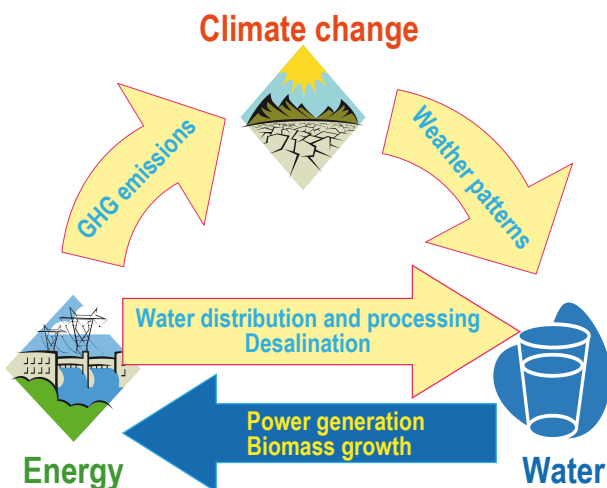 Climate change
GHG emissions
Weather patterns
Water distribution and processing
Desalination
Power generation
Biomass growth
Energy
Water